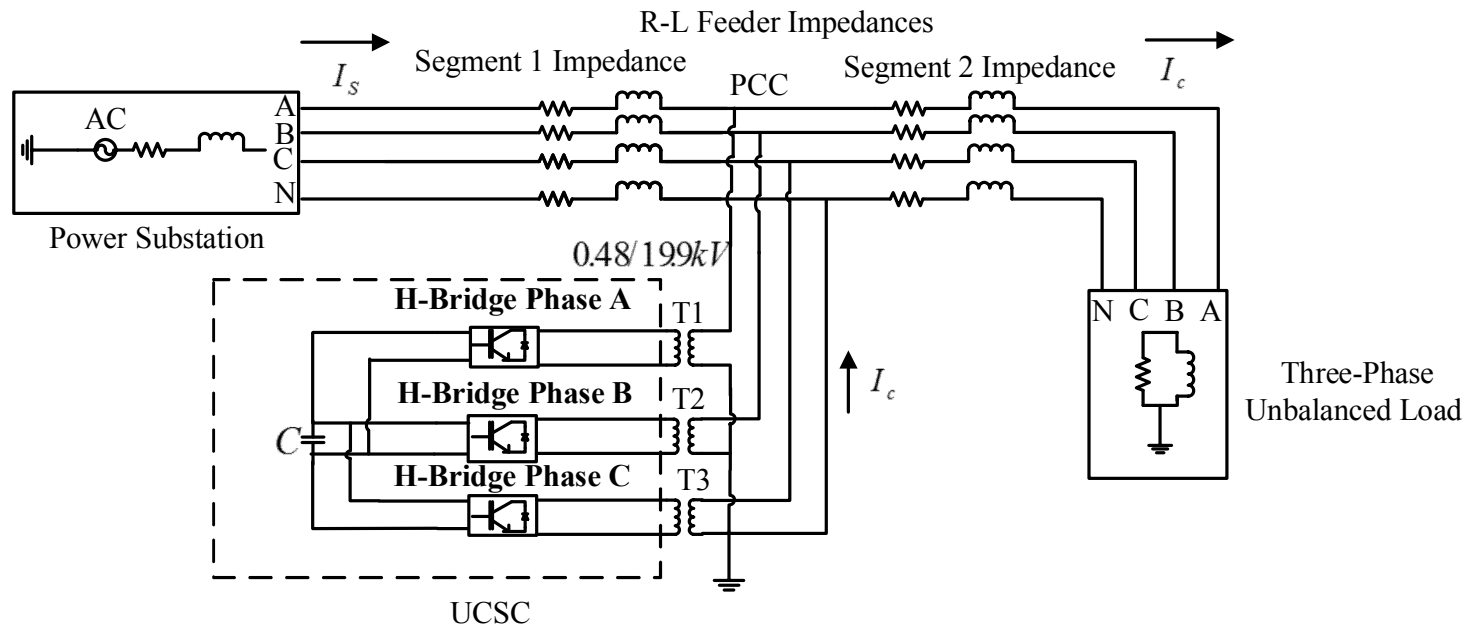 R-L Feeder Impedances
I_s
Segment 1 Impedance
PCC
Segment 2 Impedance
I_c
AC
A
B
C
N
Power Substation
0.48/19.9kV
H-Bridge Phase A
T1
H-Bridge Phase B
T2
C
H-Bridge Phase C
T3
I_c
UCSC
N C B A
Three-Phase
Unbalanced Load